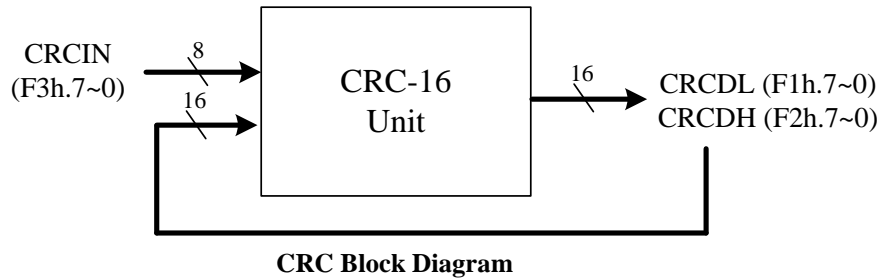 CRCIN
(F3h.7~0)
8
16
CRC-16
Unit
16
CRCDL (F1h.7~0)
CRCDH (F2h.7~0)
CRC Block Diagram